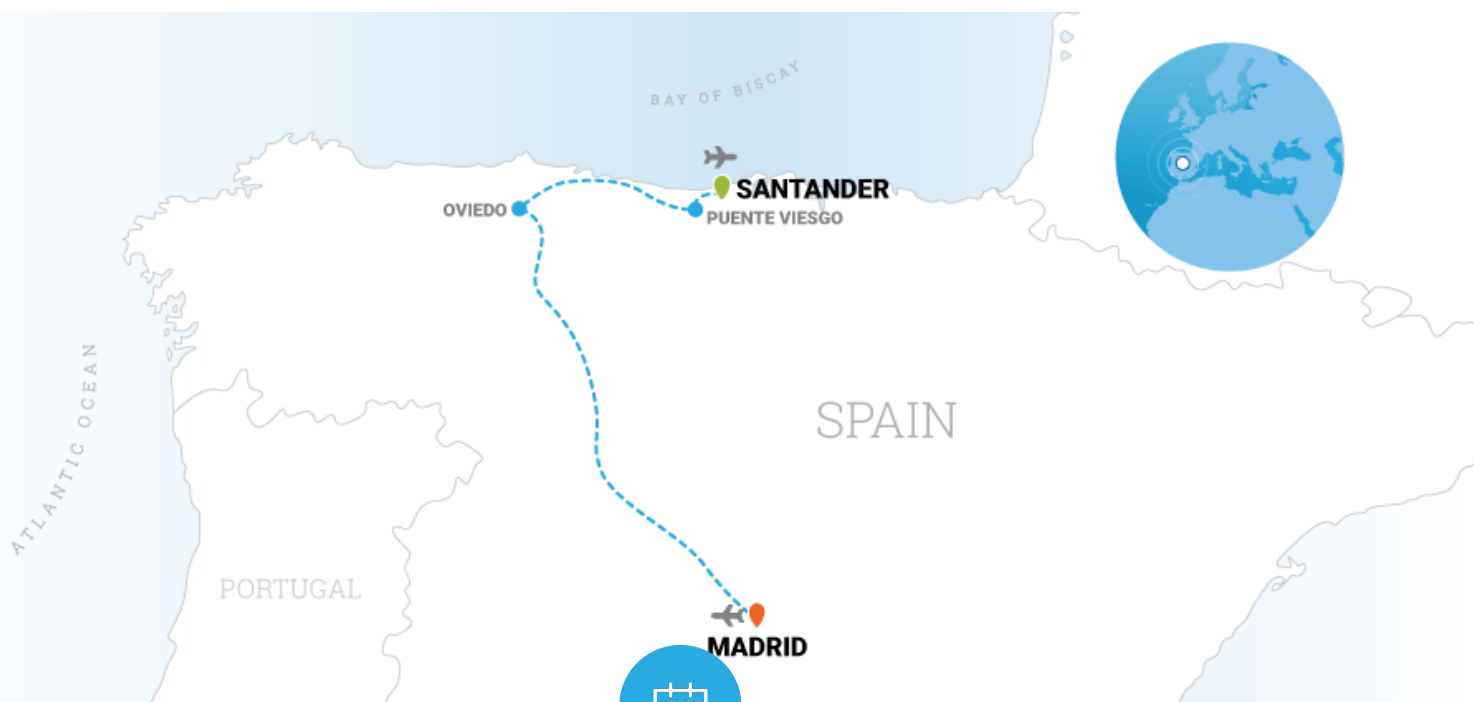 BAY OF BISCAY
SANTANDER
OVIEDO
PUENTE VIESGO
ATLANTIC OCEAN
SPAIN
PORTUGAL
MADRID